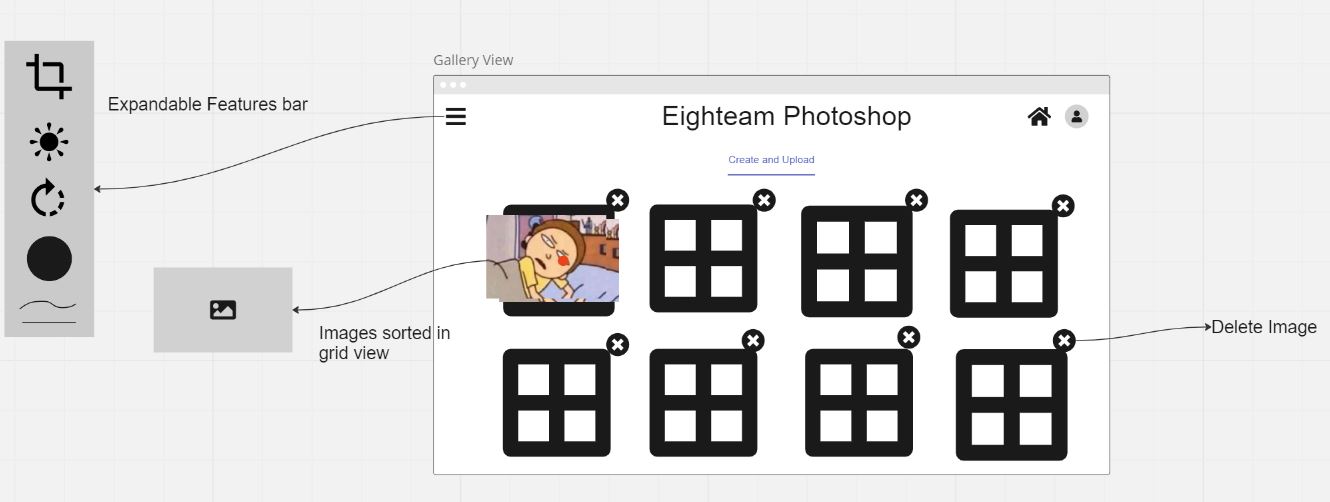 Gallery View
Expandable Features bar
Eighteam Photoshop
Create and Upload
Images sorted in
grid view
Delete Image